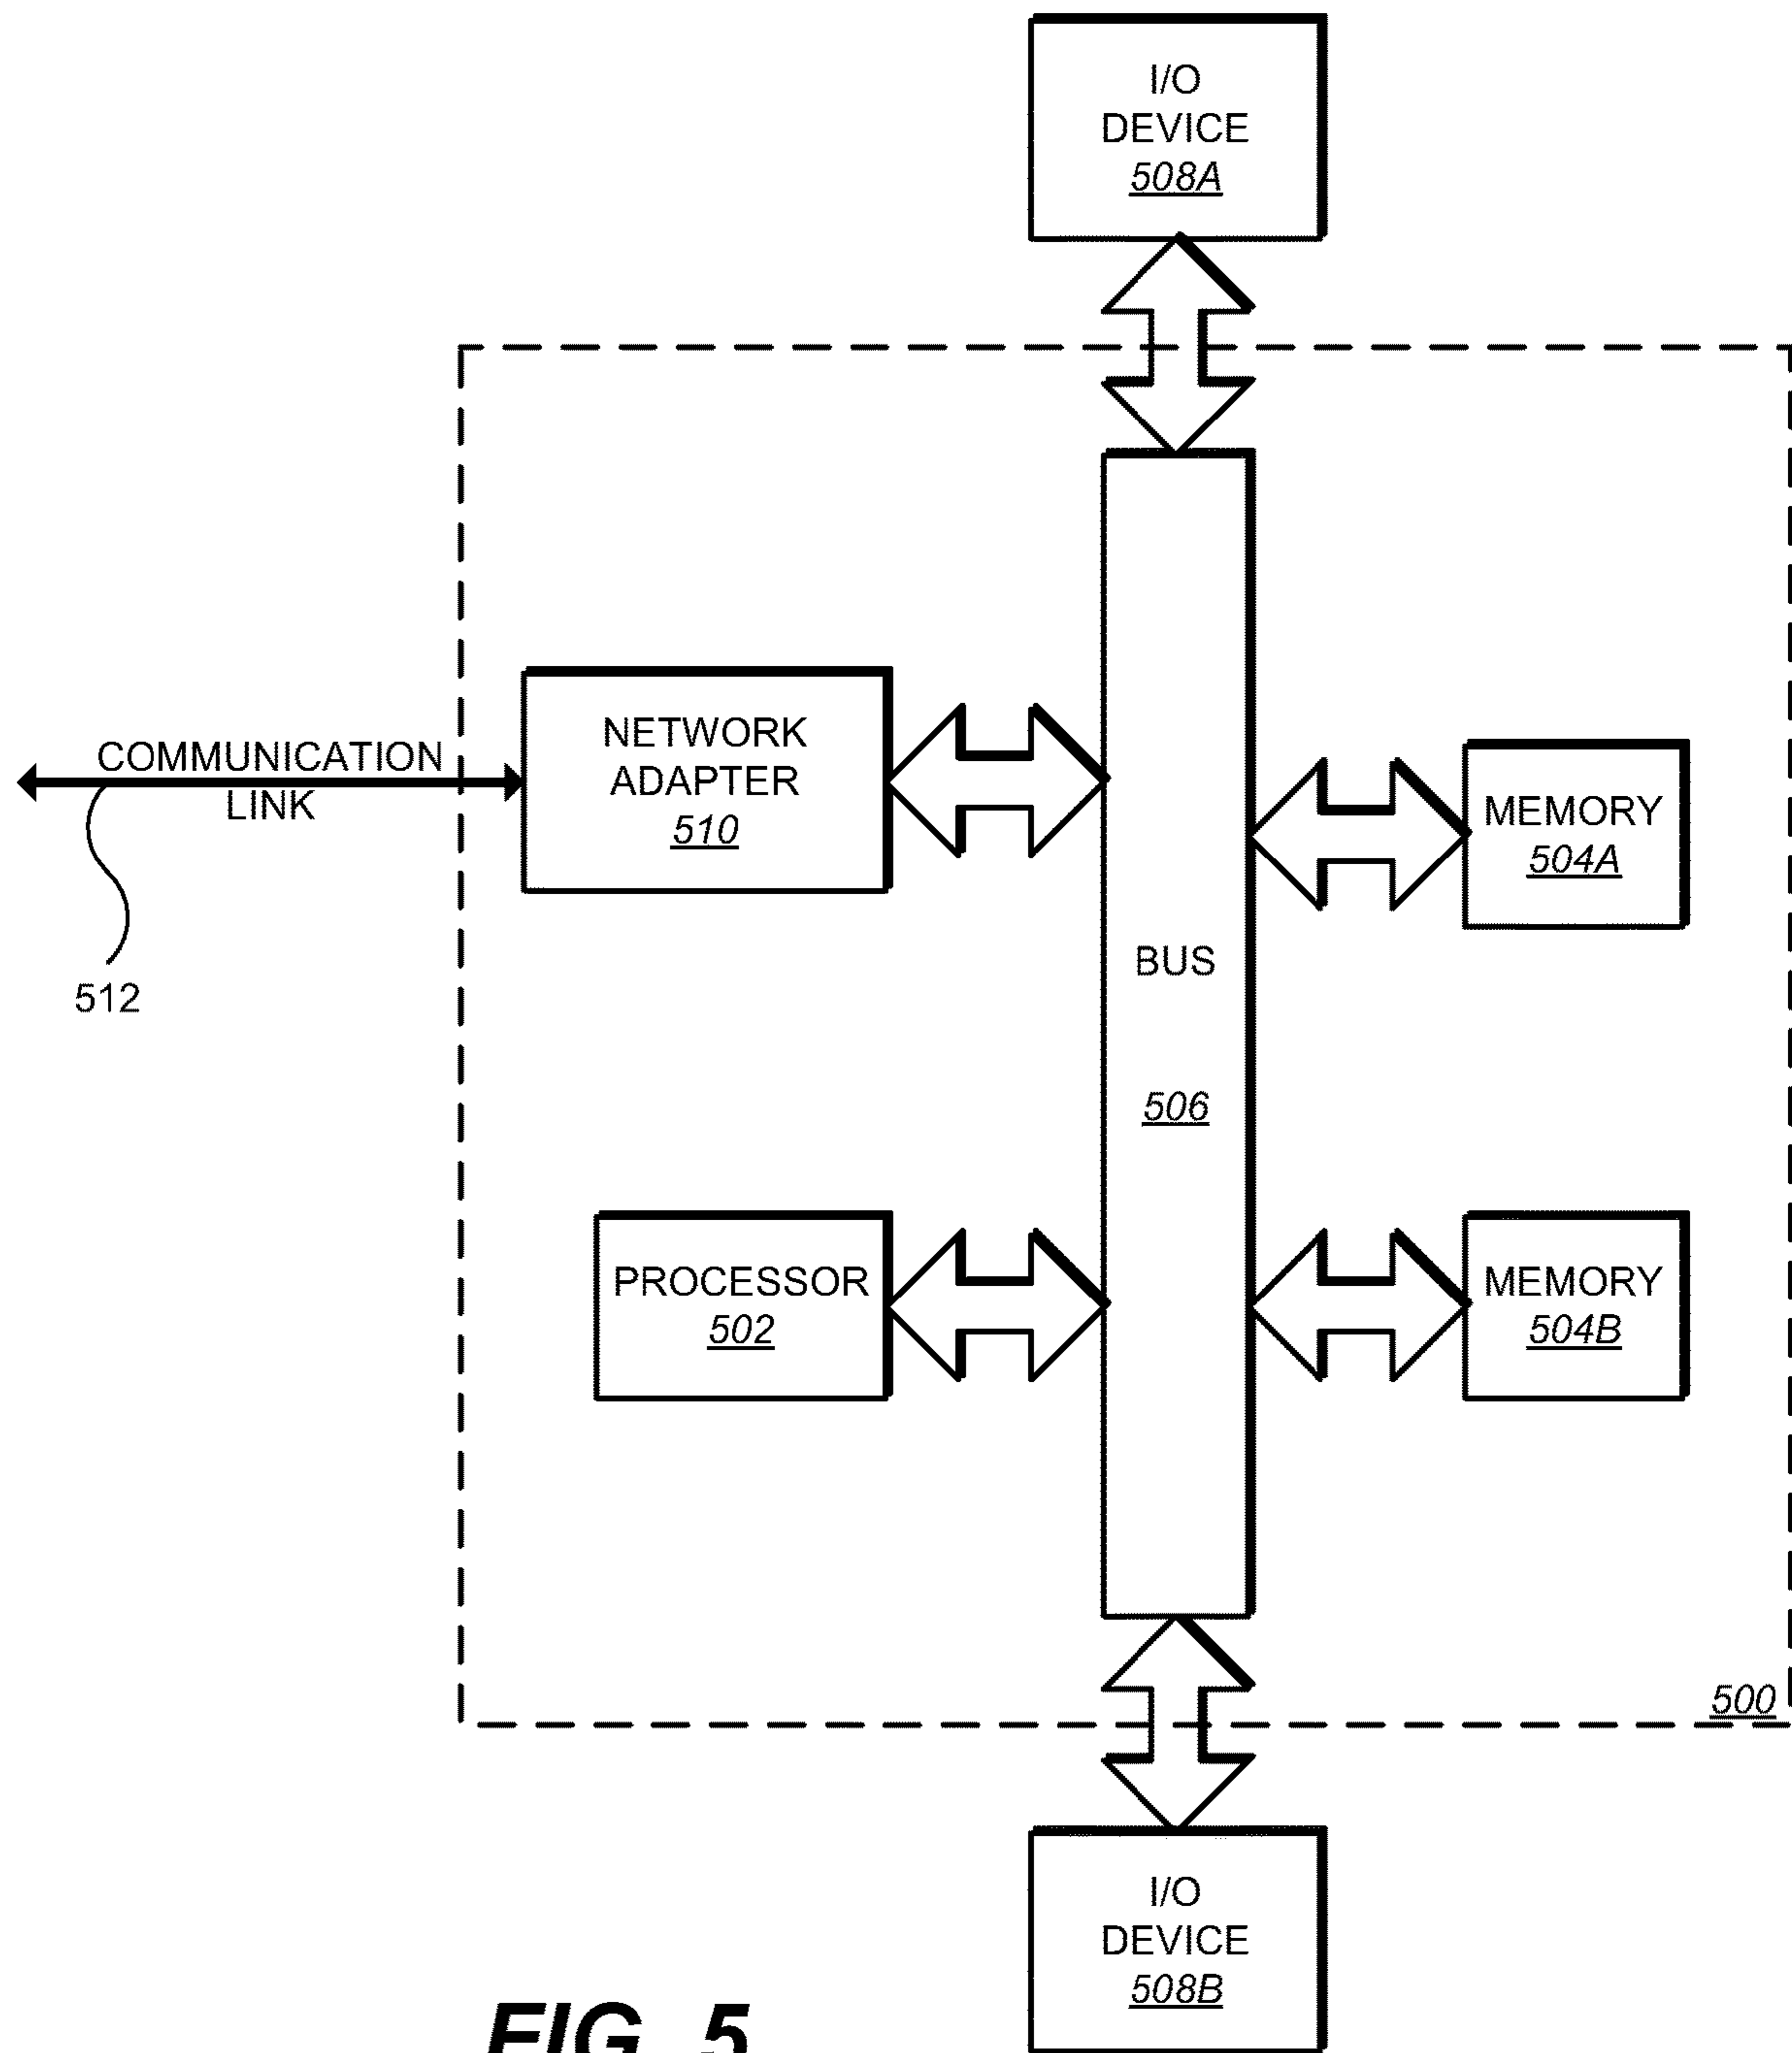 I/O
DEVICE
508A
COMMUNICATION
LINK
512
NETWORK
ADAPTER
510
MEMORY
504A
BUS
506
PROCESSOR
502
MEMORY
504B
500
I/O
DEVICE
508B
FIG. 5